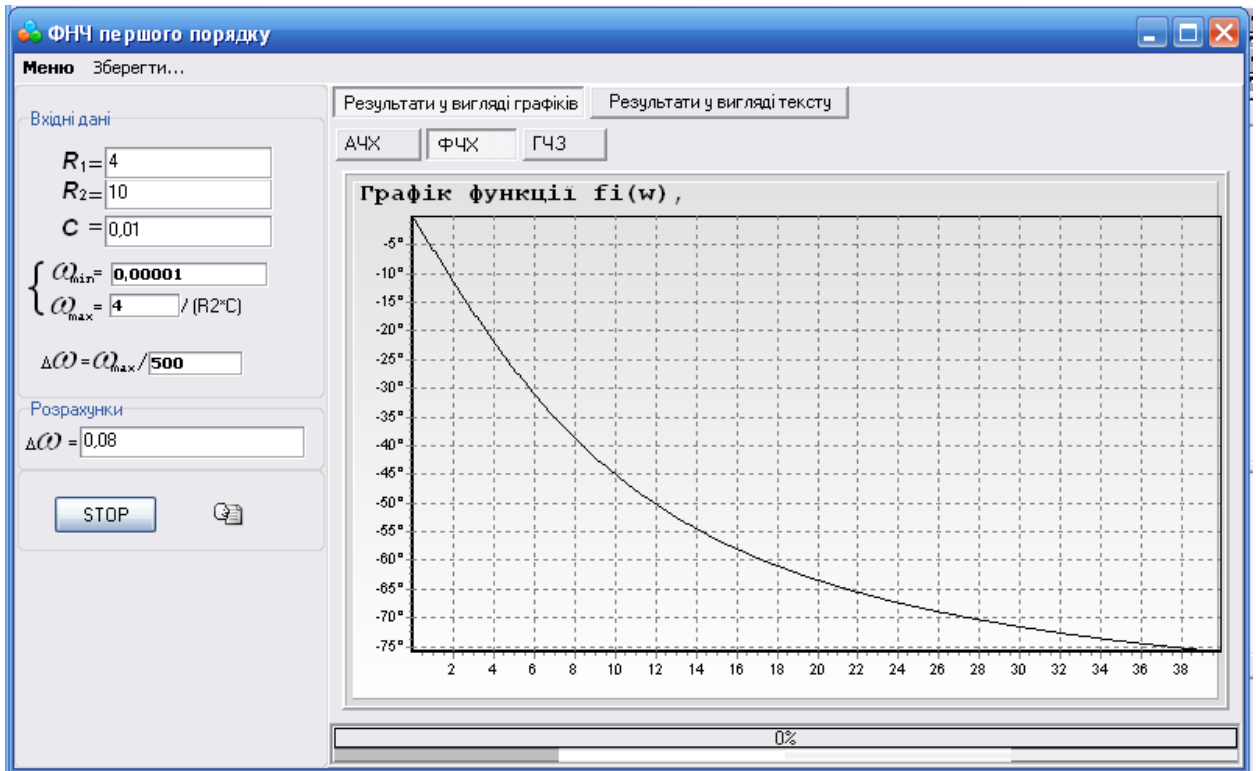 ФНЧ першого порядку
Меню Зберегти...
Вхідні дані
R1= 4
R2= 10
C = 0,01
ωmin= 0,00001
ωmax= 4 / (R2*C)
Δω=ωmax/ 500
Розрахунки
Δω = 0,08
STOP
Результати у вигляді графіків Результати у вигляді тексту
АЧХ ФЧХ ГЧЗ
Графік функції fi(w),
-5°
-10°
-15°
-20°
-25°
-30°
-35°
-40°
-45°
-50°
-55°
-60°
-65°
-70°
-75°
2 4 6 8 10 12 14 16 18 20 22 24 26 28 30 32 34 36 38
0%